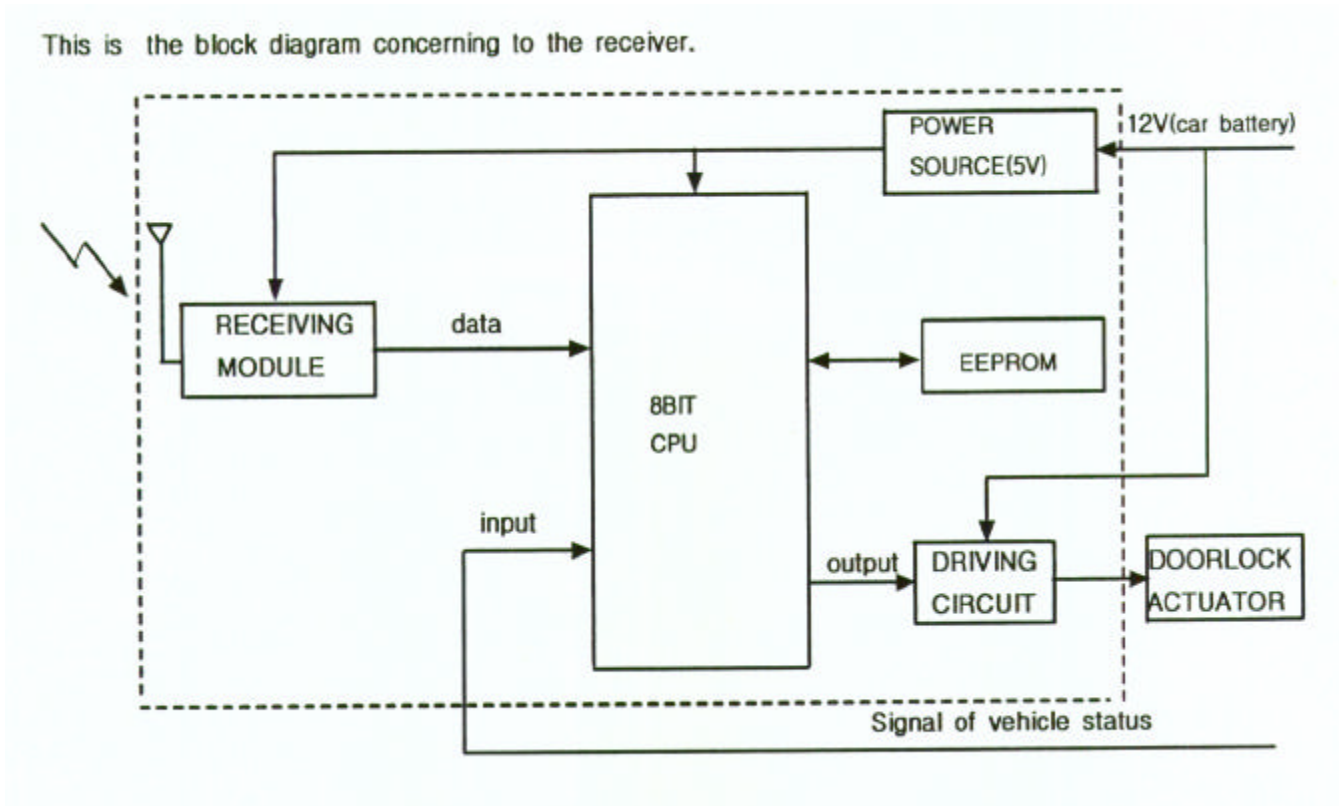 This is the block diagram concerning to the receiver.
POWER
SOURCE(5V)
12V(car battery)
RECEIVING
MODULE
data
8BIT
CPU
EEPROM
input
output
DRIVING
CIRCUIT
DOORLOCK
ACTUATOR
Signal of vehicle status